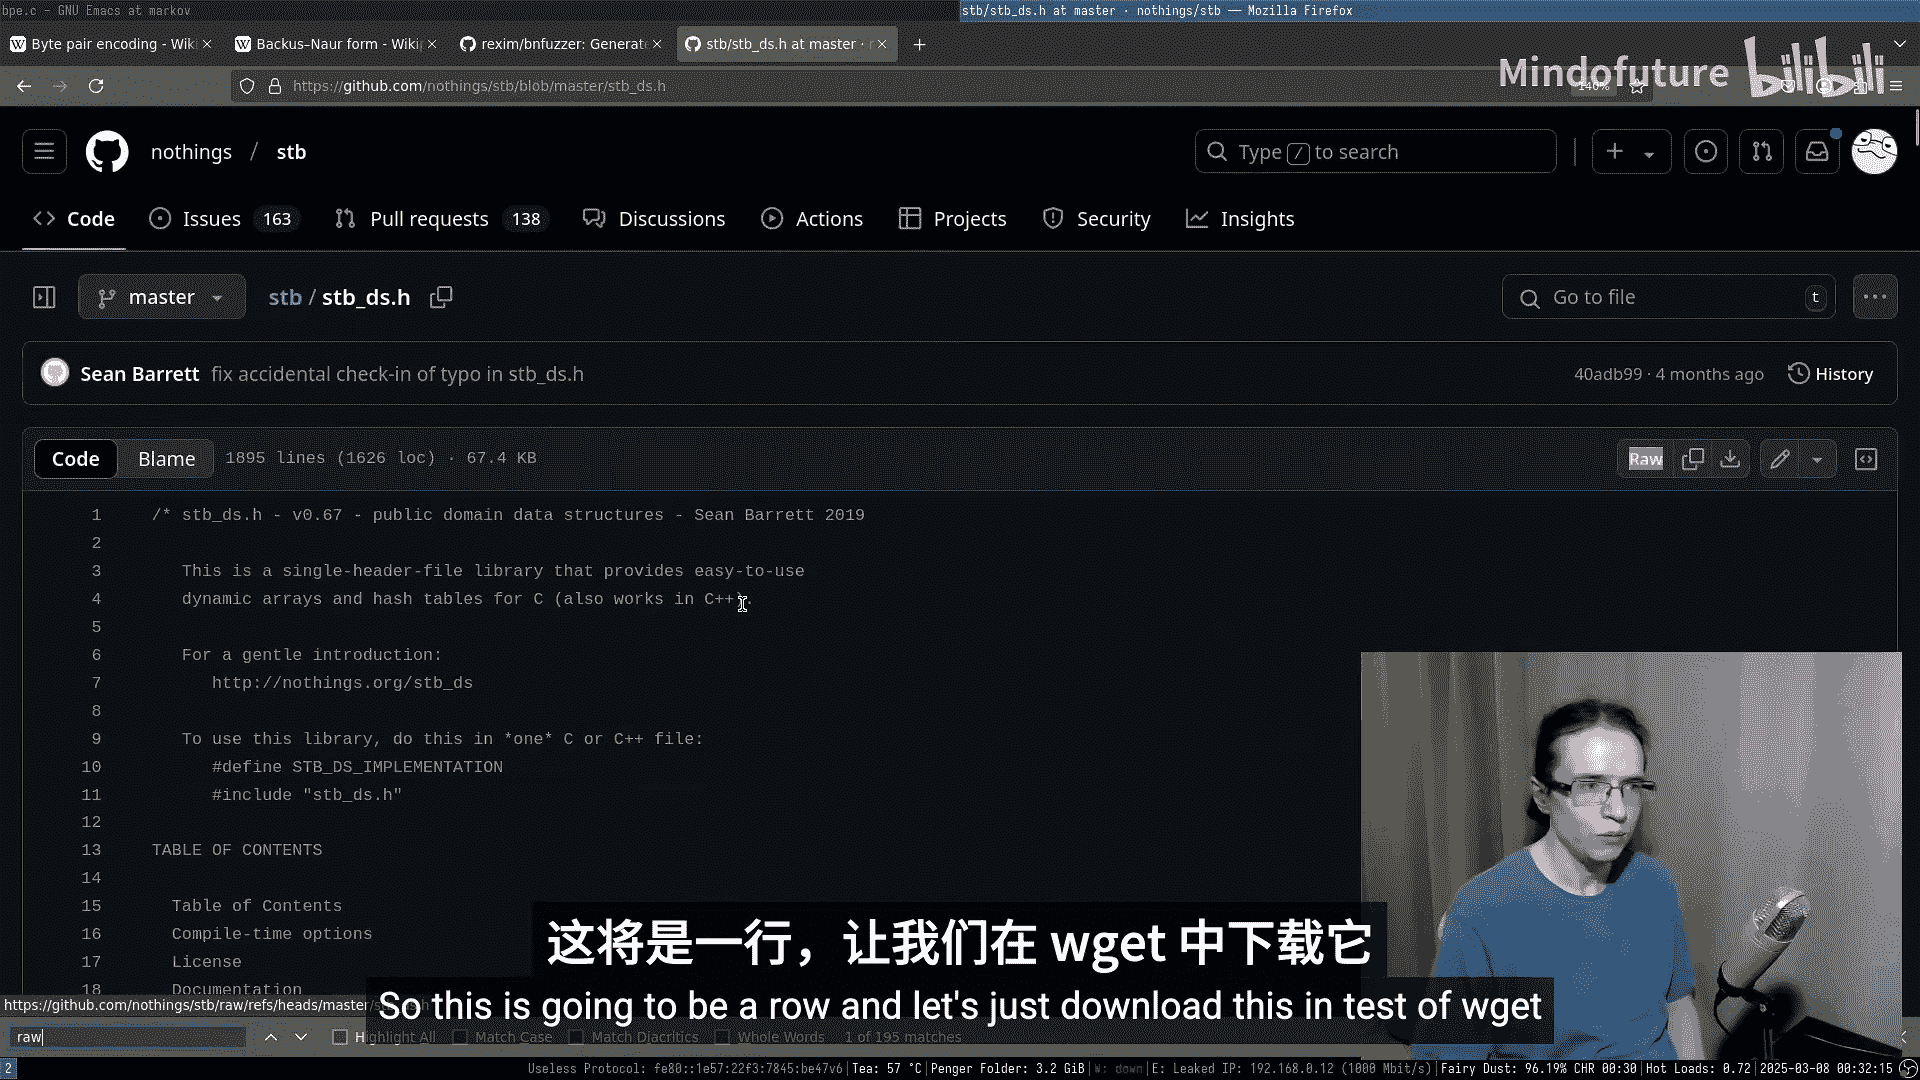 bpe.c - GNU Emacs at markov
stb/stb_ds.h at master · nothings/stb — Mozilla Firefox
Byte pair encoding - Wik
Backus–Naur form - Wikip
rexim/bnfuzzer: Generat
stb/stb_ds.h at master ·
https://github.com/nothings/stb/blob/master/stb_ds.h
140%
Mindofuture bilibili
nothings / stb
Type / to search
Code
Issues 163
Pull requests 138
Discussions
Actions
Projects
Security
Insights
master
stb / stb_ds.h
Go to file
t
Sean Barrett fix accidental check-in of typo in stb_ds.h
40adb99 · 4 months ago
History
Code
Blame
1895 lines (1626 loc) · 67.4 KB
Raw
1 /* stb_ds.h - v0.67 - public domain data structures - Sean Barrett 2019
2
3 This is a single-header-file library that provides easy-to-use
4 dynamic arrays and hash tables for C (also works in C++).
5
6 For a gentle introduction:
7 http://nothings.org/stb_ds
8
9 To use this library, do this in *one* C or C++ file:
10 #define STB_DS_IMPLEMENTATION
11 #include "stb_ds.h"
12
13 TABLE OF CONTENTS
14
15 Table of Contents
16 Compile-time options
17 License
18 Documentation
这将是一行，让我们在 wget 中下载它
https://github.com/nothings/stb/raw/refs/heads/master/
So this is going to be a row and let's just download this in test of wget
raw
Highlight All
Match Case
Match Diacritics
Whole Words
1 of 195 matches
2
Useless Protocol: fe80::1e57:22f3:7845:be47v6|Tea: 57 °C|Penger Folder: 3.2 GiB|W: down|E: Leaked IP: 192.168.0.12 (1000 Mbit/s)|Fairy Dust: 96.19% CHR 00:30|Hot Loads: 0.72|2025-03-08 00:32:15